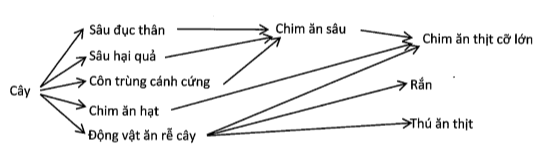 Sâu đục thân
Chim ăn sâu
Chim ăn thịt cỡ lớn
Sâu hại quả
Côn trùng cánh cứng
Cây
Rắn
Chim ăn hạt
Động vật ăn rễ cây
Thú ăn thịt